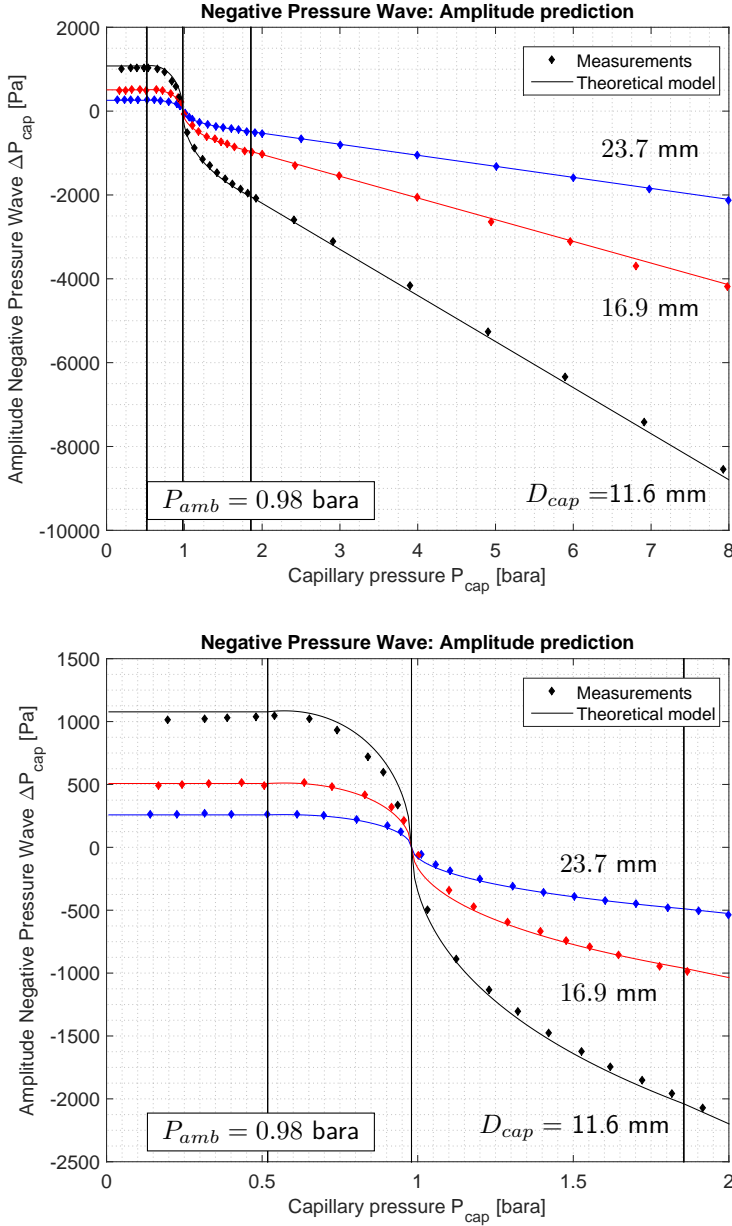 Negative Pressure Wave: Amplitude prediction
2000
0
-2000
-4000
-6000
-8000
-10000
Amplitude Negative Pressure Wave ΔP_cap [Pa]
Measurements
Theoretical model
23.7 mm
16.9 mm
P_amb = 0.98 bara
D_cap =11.6 mm
0 1 2 3 4 5 6 7 8
Capillary pressure P_cap [bara]
Negative Pressure Wave: Amplitude prediction
1500
1000
500
0
-500
-1000
-1500
-2000
-2500
Amplitude Negative Pressure Wave ΔP_cap [Pa]
Measurements
Theoretical model
23.7 mm
16.9 mm
P_amb = 0.98 bara
D_cap = 11.6 mm
0 0.5 1 1.5 2
Capillary pressure P_cap [bara]